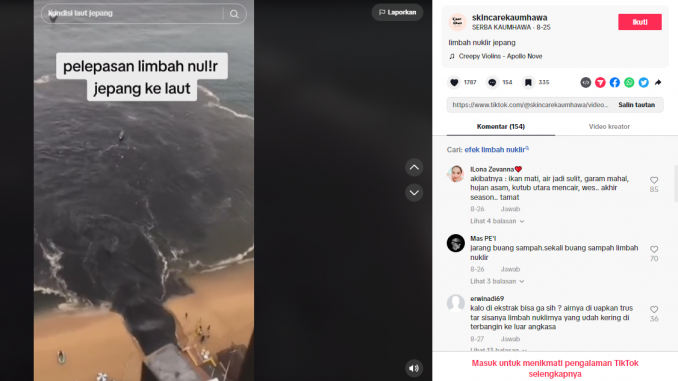 kondisi laut jepang
Laporkan
pelepasan limbah nul!r
jepang ke laut
skincarekaumhawa
SERBA KAUMHAWA · 8-25
Ikuti
limbah nuklir jepang
Creepy Violins - Apollo Nove
1787
154
335
https://www.tiktok.com/@skincarekaumhawa/video...
Salin tautan
Komentar (154)
Video kreator
Cari: efek limbah nuklir
ILona Zevanna
akibatnya : ikan mati, air jadi sulit, garam mahal,
hujan asam, kutub utara mencair, wes.. akhir
season.. tamat
85
8-26 Jawab
Lihat 4 balasan
Mas PE'I
jarang buang sampah.sekali buang sampah limbah
nuklir
70
8-26 Jawab
Lihat 3 balasan
erwinadi69
kalo di ekstrak bisa ga sih ? airnya di uapkan trus
tar sisanya limbah nuklirnya yang udah kering di
terbangin ke luar angkasa
36
8-27 Jawab
Lihat 13 balasan
Masuk untuk menikmati pengalaman TikTok
selengkapnya